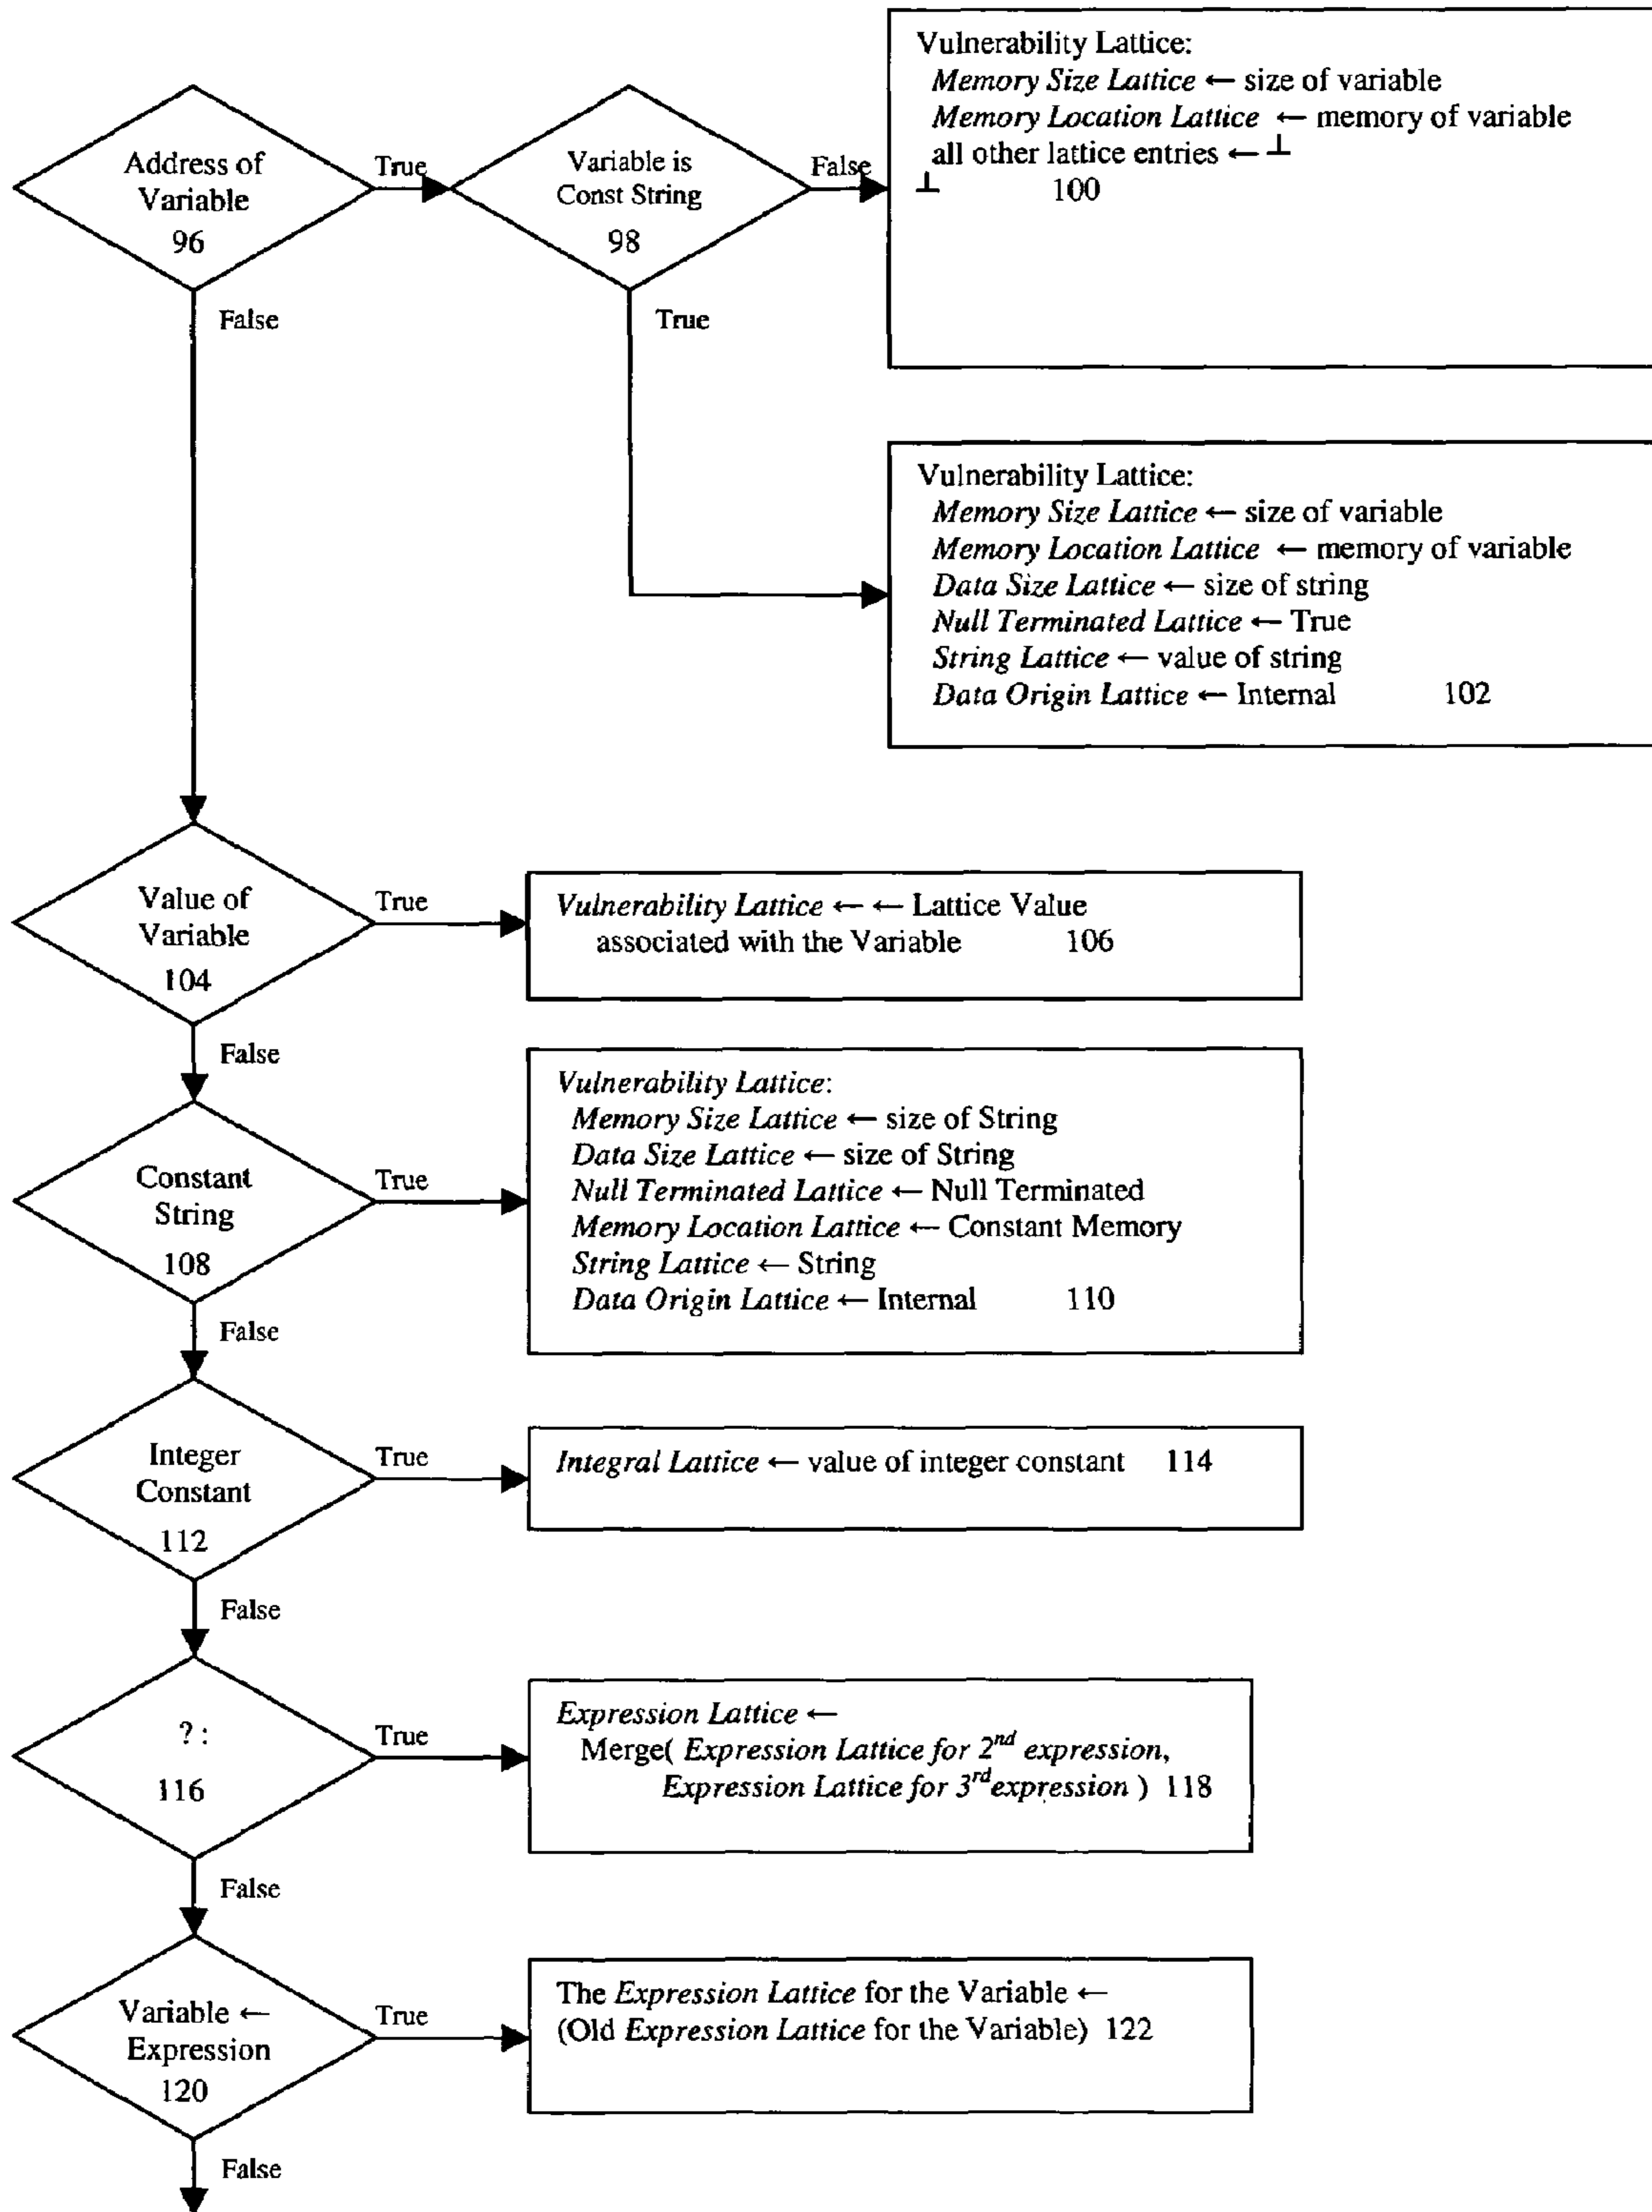 Address of
Variable
96
True
Variable is
Const String
98
False
Vulnerability Lattice:
Memory Size Lattice ← size of variable
Memory Location Lattice ← memory of variable
all other lattice entries ← ⊥
⊥ 100
False
True
Vulnerability Lattice:
Memory Size Lattice ← size of variable
Memory Location Lattice ← memory of variable
Data Size Lattice ← size of string
Null Terminated Lattice ← True
String Lattice ← value of string
Data Origin Lattice ← Internal 102
Value of
Variable
104
True
Vulnerability Lattice ← ← Lattice Value
associated with the Variable 106
False
Constant
String
108
True
Vulnerability Lattice:
Memory Size Lattice ← size of String
Data Size Lattice ← size of String
Null Terminated Lattice ← Null Terminated
Memory Location Lattice ← Constant Memory
String Lattice ← String
Data Origin Lattice ← Internal 110
False
Integer
Constant
112
True
Integral Lattice ← value of integer constant 114
False
? :
116
True
Expression Lattice ←
Merge( Expression Lattice for 2nd expression,
Expression Lattice for 3rd expression ) 118
False
Variable ←
Expression
120
True
The Expression Lattice for the Variable ←
(Old Expression Lattice for the Variable) 122
False